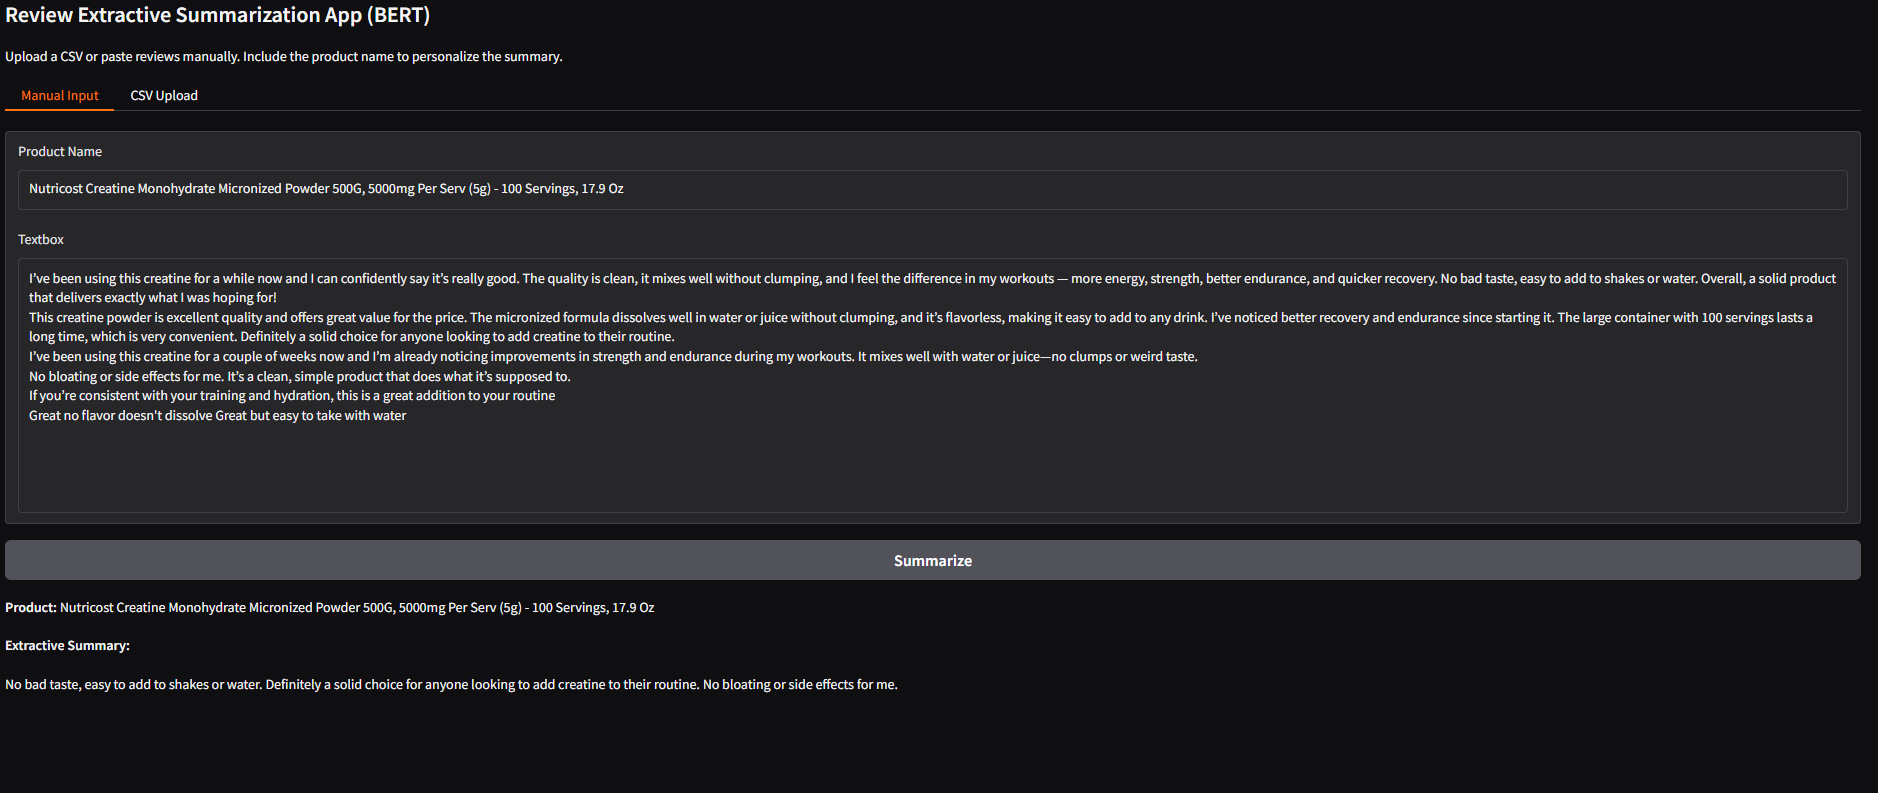 Review Extractive Summarization App (BERT)
Upload a CSV or paste reviews manually. Include the product name to personalize the summary.
Manual Input CSV Upload
Product Name
Nutricost Creatine Monohydrate Micronized Powder 500G, 5000mg Per Serv (5g) - 100 Servings, 17.9 Oz
Textbox
I’ve been using this creatine for a while now and I can confidently say it’s really good. The quality is clean, it mixes well without clumping, and I feel the difference in my workouts — more energy, strength, better endurance, and quicker recovery. No bad taste, easy to add to shakes or water. Overall, a solid product
that delivers exactly what I was hoping for!
This creatine powder is excellent quality and offers great value for the price. The micronized formula dissolves well in water or juice without clumping, and it’s flavorless, making it easy to add to any drink. I’ve noticed better recovery and endurance since starting it. The large container with 100 servings lasts a
long time, which is very convenient. Definitely a solid choice for anyone looking to add creatine to their routine.
I’ve been using this creatine for a couple of weeks now and I’m already noticing improvements in strength and endurance during my workouts. It mixes well with water or juice—no clumps or weird taste.
No bloating or side effects for me. It’s a clean, simple product that does what it’s supposed to.
If you’re consistent with your training and hydration, this is a great addition to your routine
Great no flavor doesn't dissolve Great but easy to take with water
Summarize
Product: Nutricost Creatine Monohydrate Micronized Powder 500G, 5000mg Per Serv (5g) - 100 Servings, 17.9 Oz
Extractive Summary:
No bad taste, easy to add to shakes or water. Definitely a solid choice for anyone looking to add creatine to their routine. No bloating or side effects for me.